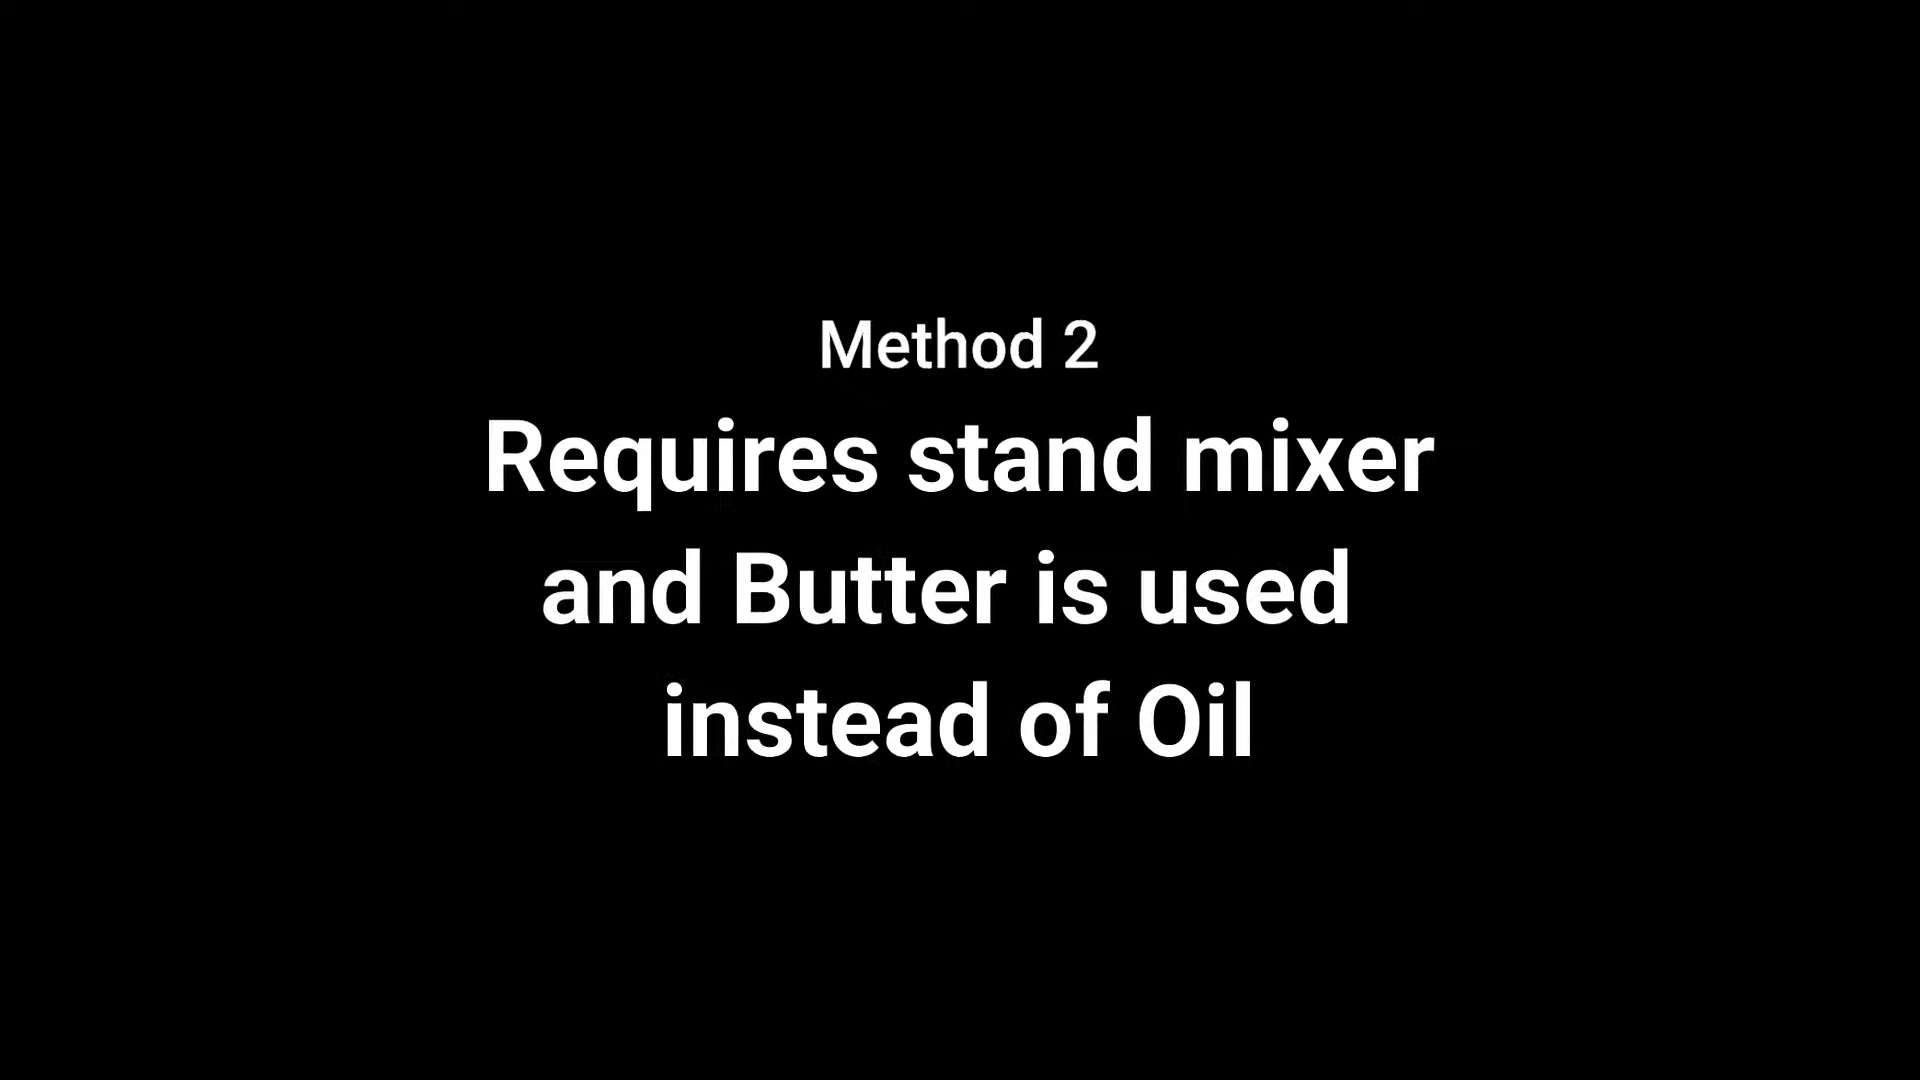 Method 2
Requires stand mixer
and Butter is used
instead of Oil